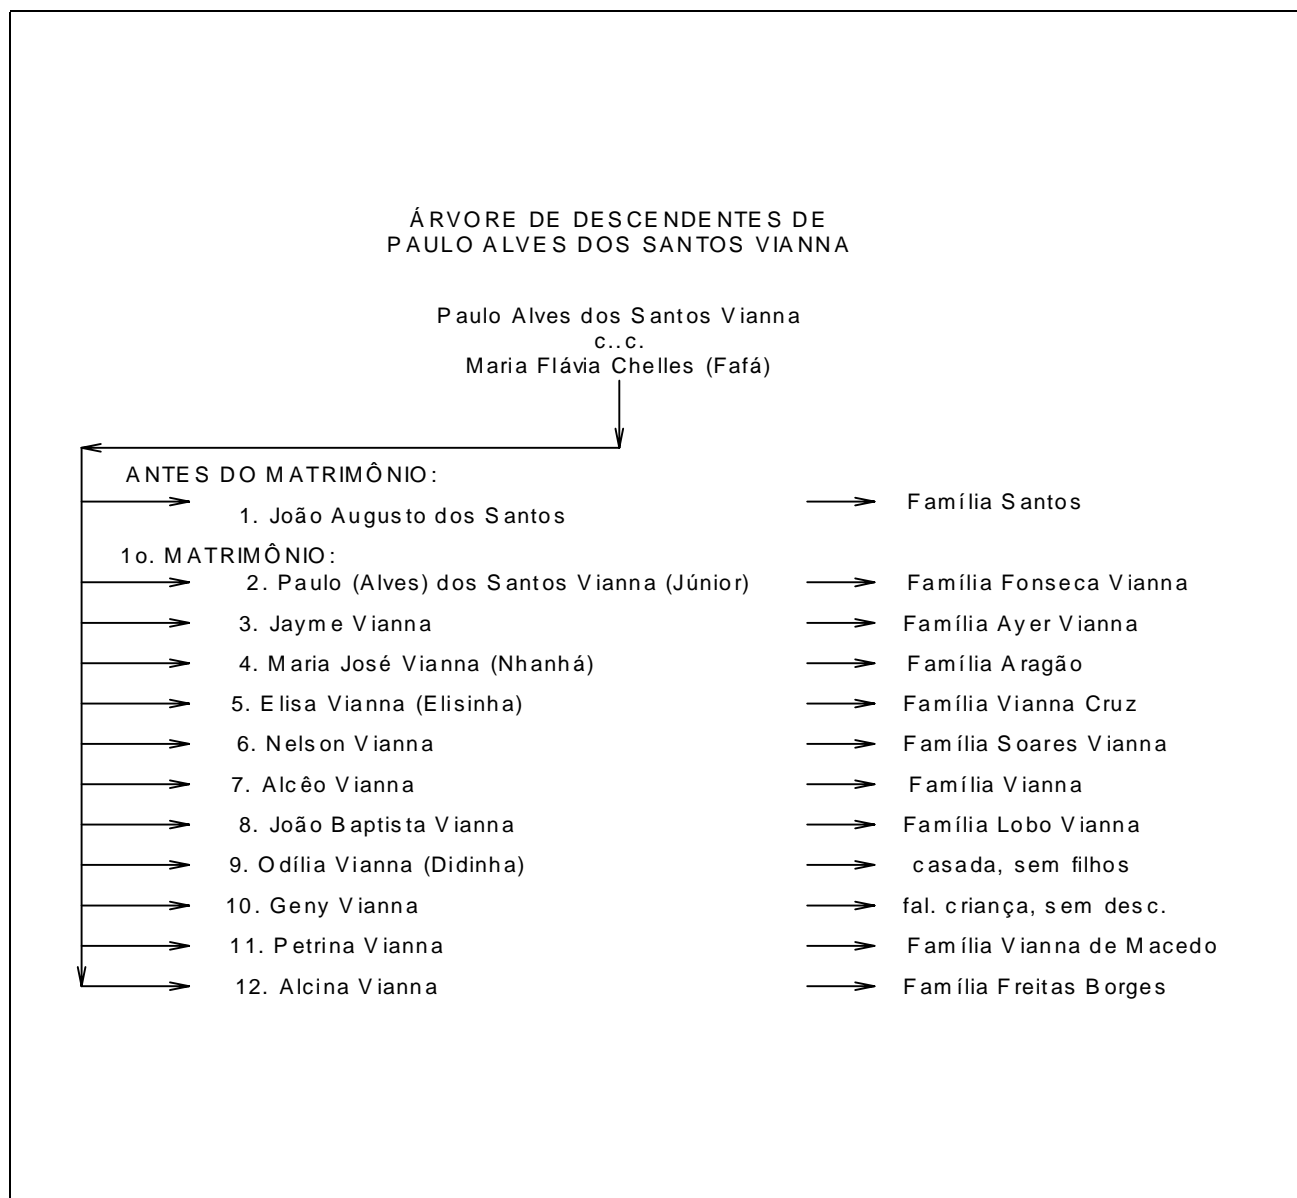 ÁRVORE DE DESCENDENTES DE
PAULO ALVES DOS SANTOS VIANNA
Paulo Alves dos Santos Vianna
c..c.
Maria Flávia Chelles (Fafá)
ANTES DO MATRIMÔNIO:
1. João Augusto dos Santos Família Santos
1o. MATRIMÔNIO:
2. Paulo (Alves) dos Santos Vianna (Júnior) Família Fonseca Vianna
3. Jayme Vianna Família Ayer Vianna
4. Maria José Vianna (Nhanhá) Família Aragão
5. Elisa Vianna (Elisinha) Família Vianna Cruz
6. Nelson Vianna Família Soares Vianna
7. Alcêo Vianna Família Vianna
8. João Baptista Vianna Família Lobo Vianna
9. Odília Vianna (Didinha) casada, sem filhos
10. Geny Vianna fal. criança, sem desc.
11. Petrina Vianna Família Vianna de Macedo
12. Alcina Vianna Família Freitas Borges